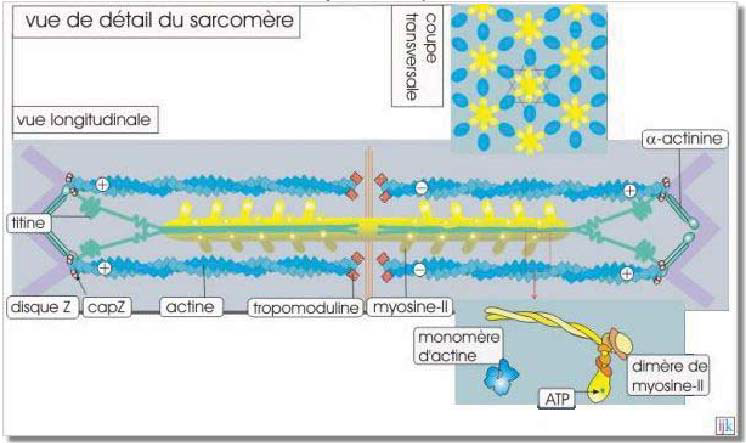 vue de détail du sarcomère
coupe
transversale
vue longitudinale
α-actinine
+
−
+
titine
+
−
+
disque Z
capZ
actine
tropomoduline
myosine-II
monomère
d'actine
dimère de
myosine-II
ATP
ijk